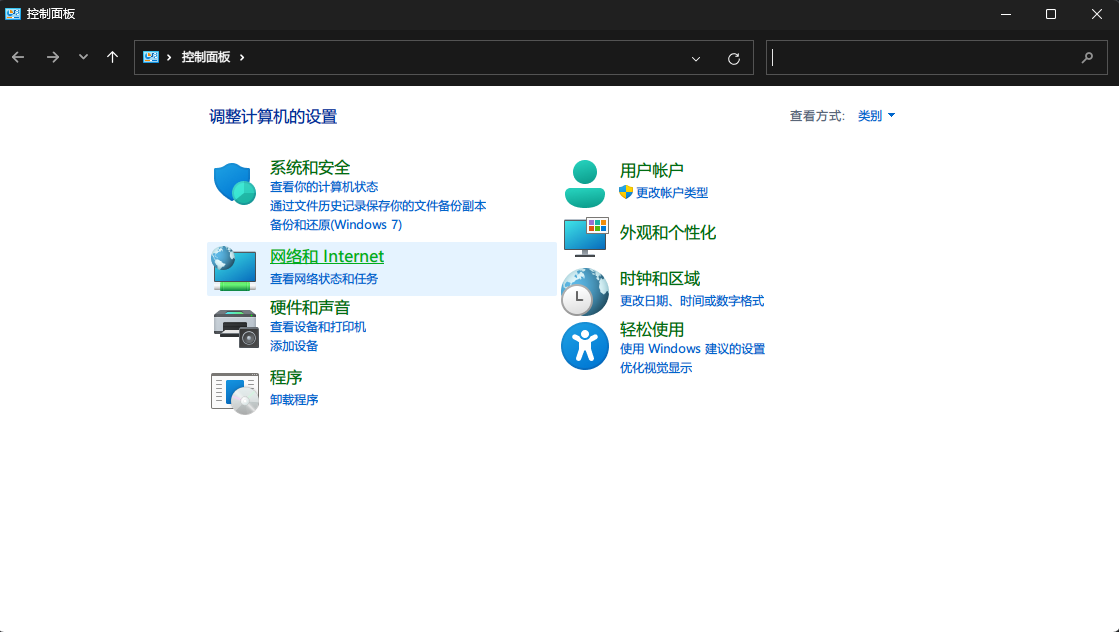 控制面板
控制面板
调整计算机的设置
查看方式: 类别
系统和安全
查看你的计算机状态
通过文件历史记录保存你的文件备份副本
备份和还原(Windows 7)
网络和 Internet
查看网络状态和任务
硬件和声音
查看设备和打印机
添加设备
程序
卸载程序
用户帐户
更改帐户类型
外观和个性化
时钟和区域
更改日期、时间或数字格式
轻松使用
使用 Windows 建议的设置
优化视觉显示